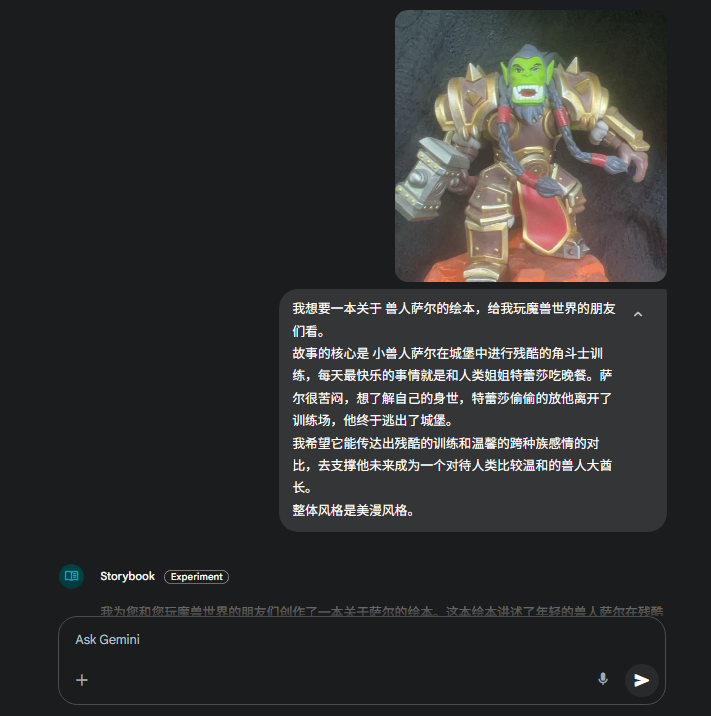 我想要一本关于 兽人萨尔的绘本，给我玩魔兽世界的朋友
们看。
故事的核心是 小兽人萨尔在城堡中进行残酷的角斗士训
练，每天最快乐的事情就是和人类姐姐特蕾莎吃晚餐。萨
尔很苦闷，想了解自己的身世，特蕾莎偷偷的放他离开了
训练场，他终于逃出了城堡。
我希望它能传达出残酷的训练和温馨的跨种族感情的对
比，去支撑他未来成为一个对待人类比较温和的兽人大酋
长。
整体风格是美漫风格。
Storybook Experiment
我为您和您玩魔兽世界的朋友们创作了一本关于萨尔的绘本。这本绘本讲述了年轻的兽人萨尔在残酷
Ask Gemini